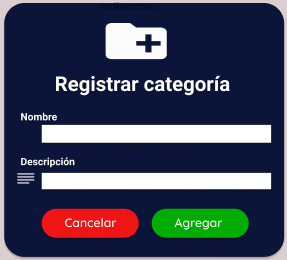 Registrar categoría
Nombre
Descripción
Cancelar
Agregar